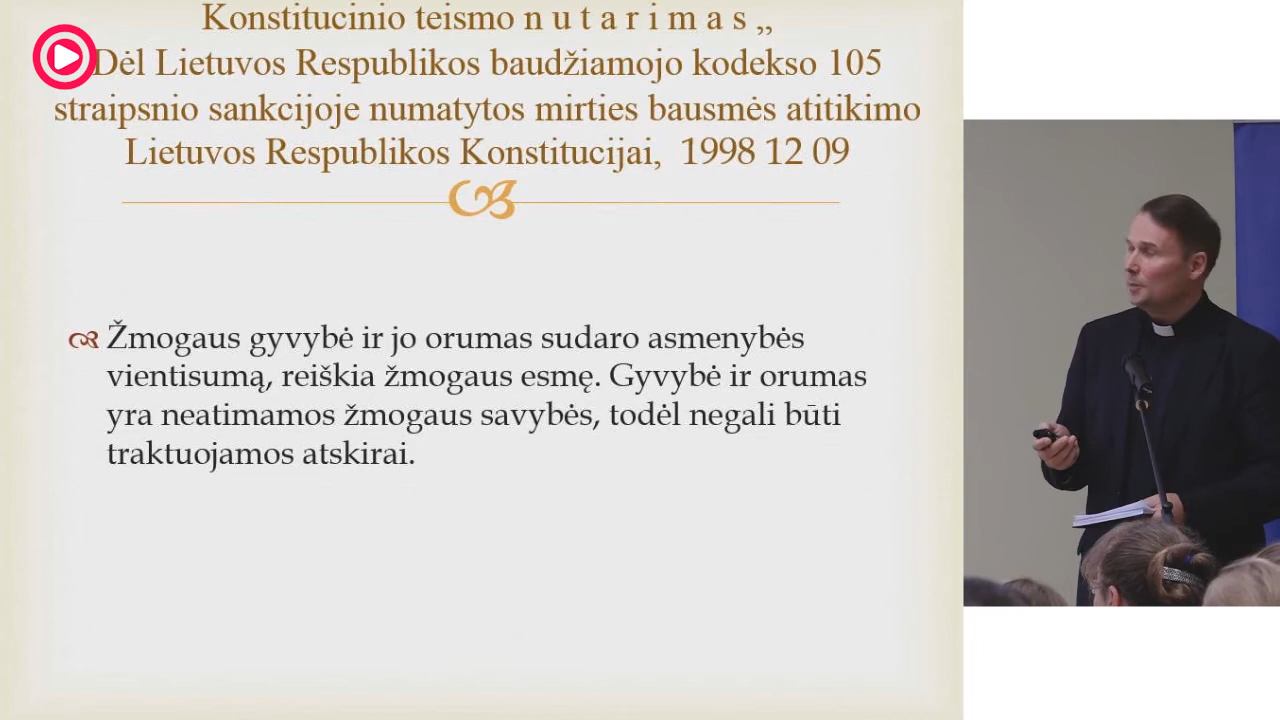 Konstitucinio teismo n u t a r i m a s „
Dėl Lietuvos Respublikos baudžiamojo kodekso 105
straipsnio sankcijoje numatytos mirties bausmės atitikimo
Lietuvos Respublikos Konstitucijai, 1998 12 09
Žmogaus gyvybė ir jo orumas sudaro asmenybės
vientisumą, reiškia žmogaus esmę. Gyvybė ir orumas
yra neatimamos žmogaus savybės, todėl negali būti
traktuojamos atskirai.